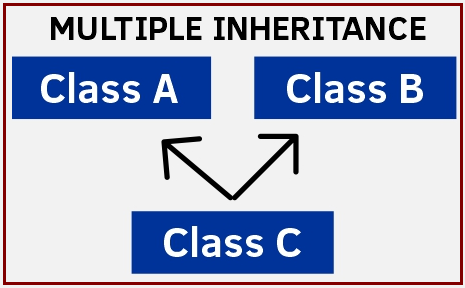 MULTIPLE INHERITANCE
Class A
Class B
Class C